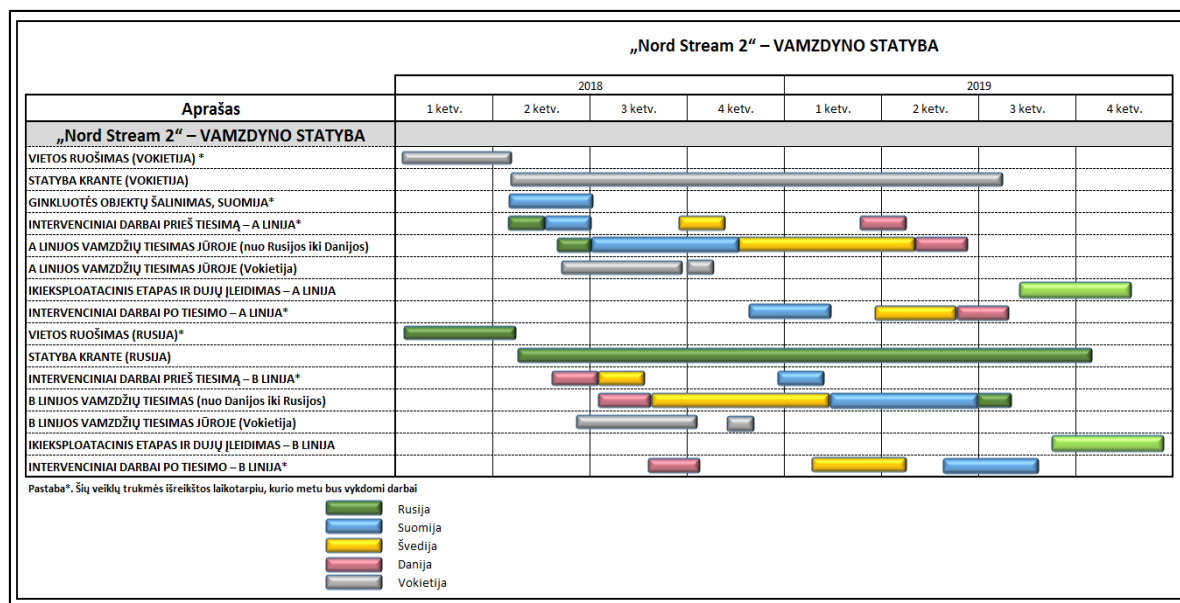 „Nord Stream 2“ – VAMZDYNO STATYBA
2018 2019
Aprašas 1 ketv. 2 ketv. 3 ketv. 4 ketv. 1 ketv. 2 ketv. 3 ketv. 4 ketv.
„Nord Stream 2“ – VAMZDYNO STATYBA
VIETOS RUOŠIMAS (VOKIETIJA) *
STATYBA KRANTE (VOKIETIJA)
GINKLUOTĖS OBJEKTŲ ŠALINIMAS, SUOMIJA*
INTERVENCINIAI DARBAI PRIEŠ TIESIMĄ – A LINIJA*
A LINIJOS VAMZDŽIŲ TIESIMAS JŪROJE (nuo Rusijos iki Danijos)
A LINIJOS VAMZDŽIŲ TIESIMAS JŪROJE (Vokietija)
IKIEKSPLOATACINIS ETAPAS IR DUJŲ ĮLEIDIMAS – A LINIJA
INTERVENCINIAI DARBAI PO TIESIMO – A LINIJA*
VIETOS RUOŠIMAS (RUSIJA)*
STATYBA KRANTE (RUSIJA)
INTERVENCINIAI DARBAI PRIEŠ TIESIMĄ – B LINIJA*
B LINIJOS VAMZDŽIŲ TIESIMAS (nuo Danijos iki Rusijos)
B LINIJOS VAMZDŽIŲ TIESIMAS JŪROJE (Vokietija)
IKIEKSPLOATACINIS ETAPAS IR DUJŲ ĮLEIDIMAS – B LINIJA
INTERVENCINIAI DARBAI PO TIESIMO – B LINIJA*
Pastaba*. Šių veiklų trukmės išreikštos laikotarpiu, kurio metu bus vykdomi darbai
Rusija
Suomija
Švedija
Danija
Vokietija